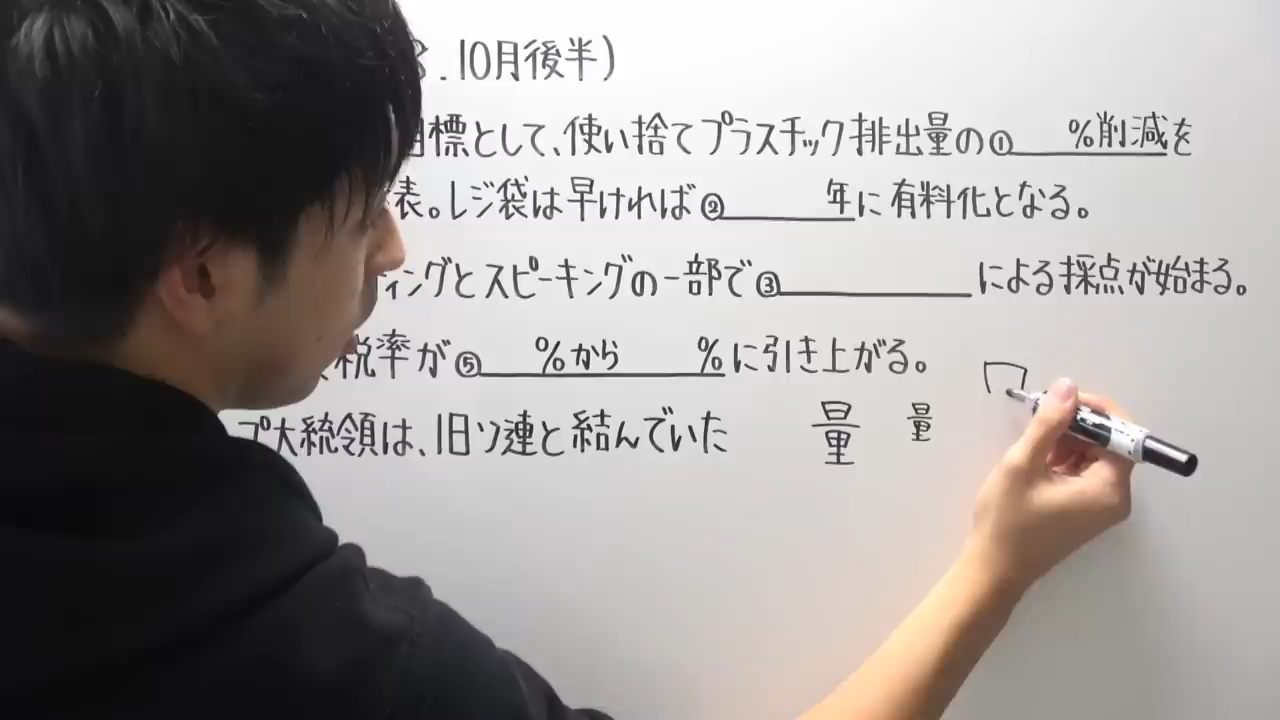 .10月後半)
標として、使い捨てプラスチック排出量の① %削減を
表。レジ袋は早ければ② 年に有料化となる。
ィングとスピーキングの一部で③ による採点が始まる。
税率が⑤ %から %に引き上がる。
プ大統領は、旧ソ連と結んでいた 量 量